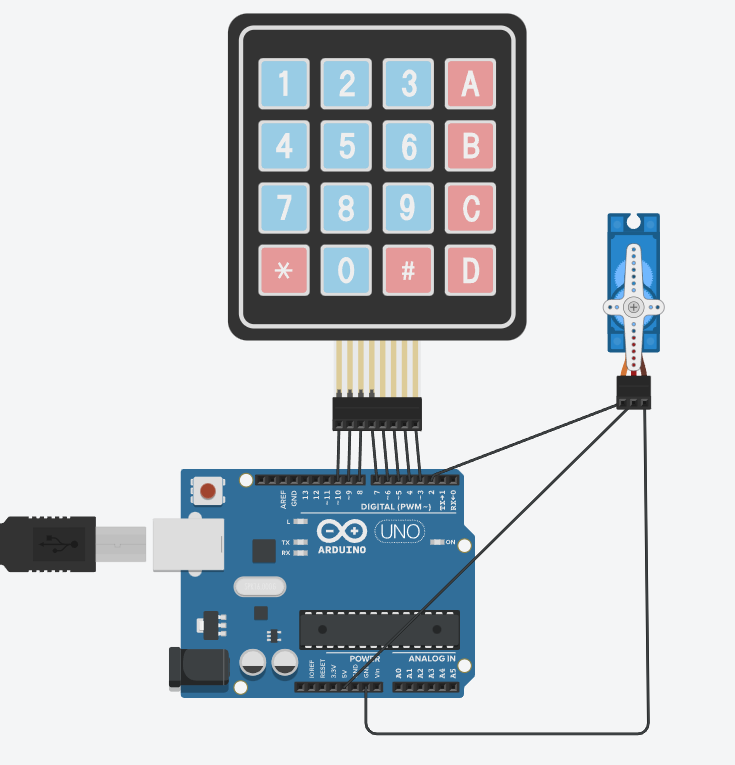 1 2 3 A
4 5 6 B
7 8 9 C
* 0 # D
AREF
GND
13
12
~11
~10
~9
8
7
~6
~5
4
~3
2
TX→1
RX←0
DIGITAL (PWM~)
L
TX
RX
ARDUINO
UNO
ON
POWER
ANALOG IN
IOREF
RESET
3.3V
5V
Vin
A0
A1
A2
A3
A4
A5